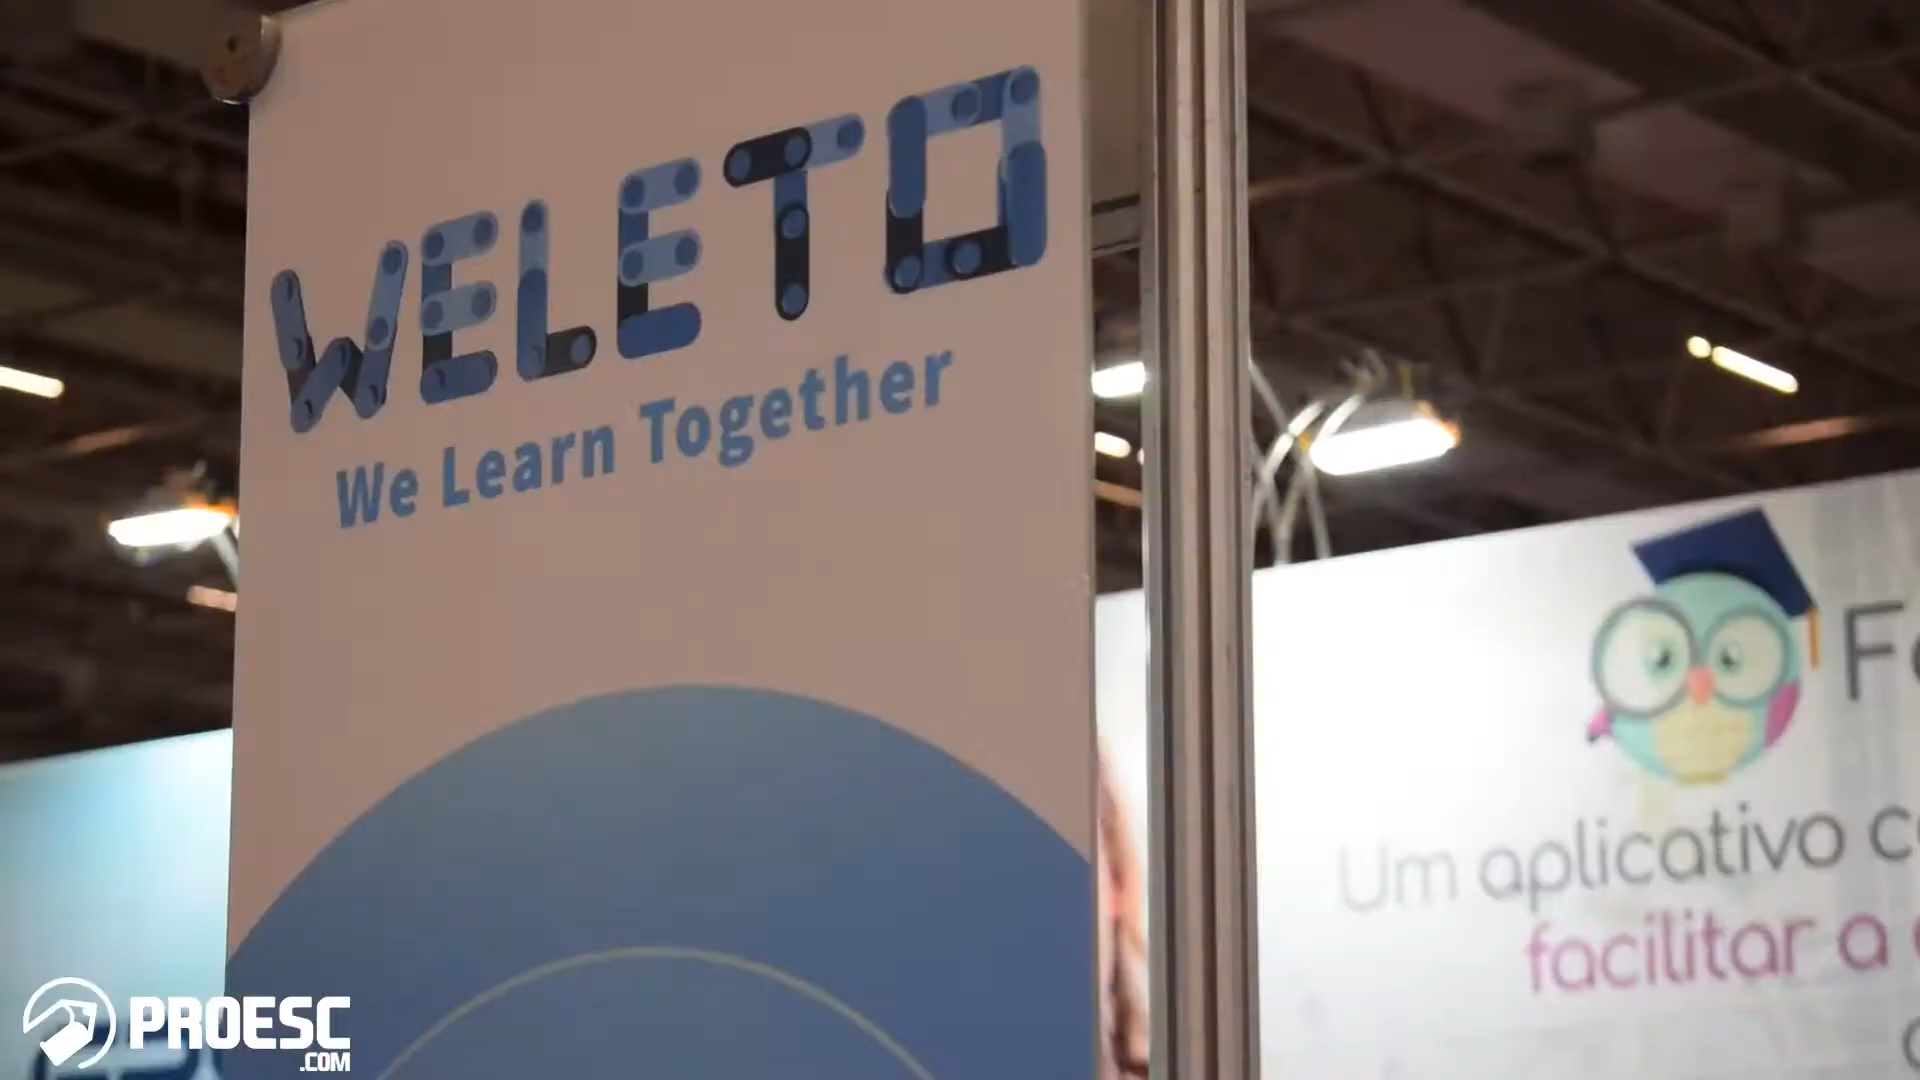 WELETO
We Learn Together
Um aplicativo
facilitar a
PROESC
.COM